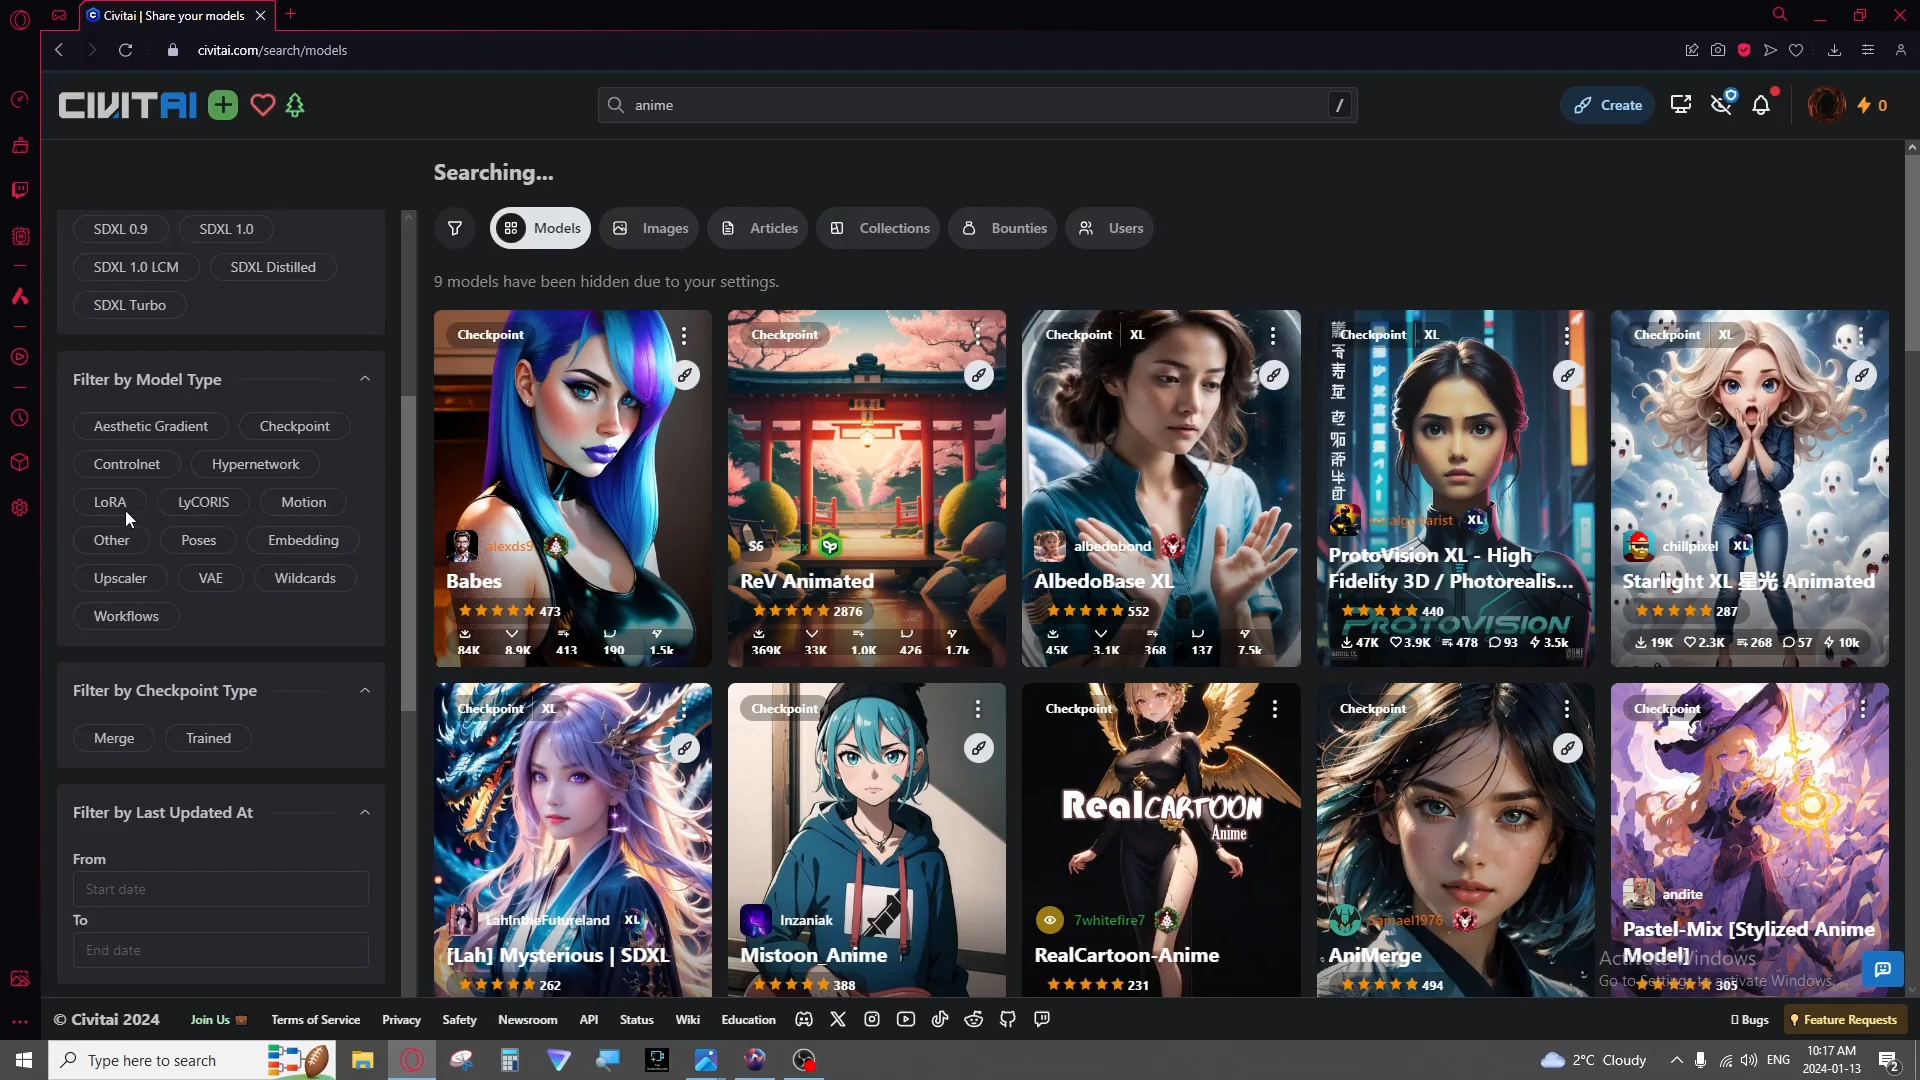 Civitai | Share your models
civitai.com/search/models
CIVITAI
anime
/
Create
0
Searching...
Models
Images
Articles
Collections
Bounties
Users
9 models have been hidden due to your settings.
SDXL 0.9
SDXL 1.0
SDXL 1.0 LCM
SDXL Distilled
SDXL Turbo
Filter by Model Type
Aesthetic Gradient
Checkpoint
Controlnet
Hypernetwork
LoRA
LyCORIS
Motion
Other
Poses
Embedding
Upscaler
VAE
Wildcards
Workflows
Filter by Checkpoint Type
Merge
Trained
Filter by Last Updated At
From
Start date
To
End date
Checkpoint
alexds9
Babes
473
84K 8.9K 413 190 1.5k
Checkpoint
S6
ReV Animated
2876
369K 33K 1.0K 426 1.7k
Checkpoint XL
albedobond
AlbedoBase XL
552
45K 3.1K 368 137 7.5k
Checkpoint XL
XL
ProtoVision XL - High
Fidelity 3D / Photorealis...
440
PROTOVISION
47K 3.9K 478 93 3.5k
Checkpoint XL
chillpixel XL
Starlight XL 星光 Animated
287
19K 2.3K 268 57 10k
Checkpoint XL
LahIntheFutureland XL
[Lah] Mysterious | SDXL
262
Checkpoint
Inzaniak
Mistoon_Anime
388
Checkpoint
RealCartoon
Anime
7whitefire7
RealCartoon-Anime
231
Checkpoint
Samael1976
AniMerge
494
Checkpoint
andite
Pastel-Mix [Stylized Anime
Model]
305
Activate Windows
Go to Settings to activate Windows.
© Civitai 2024
Join Us
Terms of Service
Privacy
Safety
Newsroom
API
Status
Wiki
Education
Bugs
Feature Requests
Type here to search
2°C Cloudy
ENG
10:17 AM
2024-01-13
2